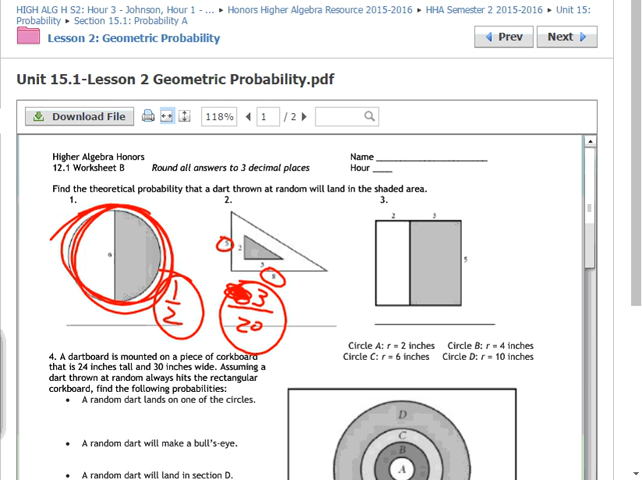 HIGH ALG H S2: Hour 3 - Johnson, Hour 1 - ... ▸ Honors Higher Algebra Resource 2015-2016 ▸ HHA Semester 2 2015-2016 ▸ Unit 15:
Probability ▸ Section 15.1: Probability A
Lesson 2: Geometric Probability
Prev
Next
Unit 15.1-Lesson 2 Geometric Probability.pdf
Download File
118%
1
/ 2
Higher Algebra Honors
Name
12.1 Worksheet B
Round all answers to 3 decimal places
Hour
Find the theoretical probability that a dart thrown at random will land in the shaded area.
1.
2.
3.
2
3
2
3
8
5
1
2
3
20
Circle A: r = 2 inches
Circle B: r = 4 inches
Circle C: r = 6 inches
Circle D: r = 10 inches
4. A dartboard is mounted on a piece of corkboard
that is 24 inches tall and 30 inches wide. Assuming a
dart thrown at random always hits the rectangular
corkboard, find the following probabilities:
• A random dart lands on one of the circles.
• A random dart will make a bull's-eye.
• A random dart will land in section D.
D
C
B
A